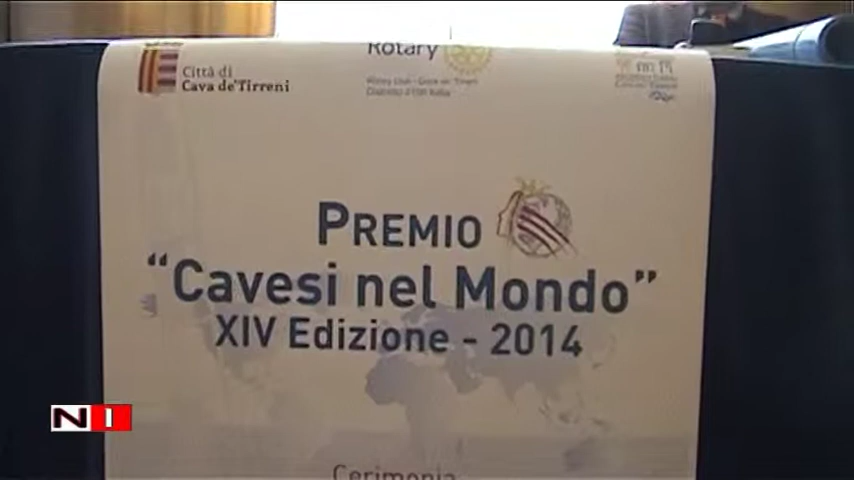 Città di
Cava de'Tirreni
Rotary
PREMIO
“Cavesi nel Mondo”
XIV Edizione - 2014
Cerimonia
N1